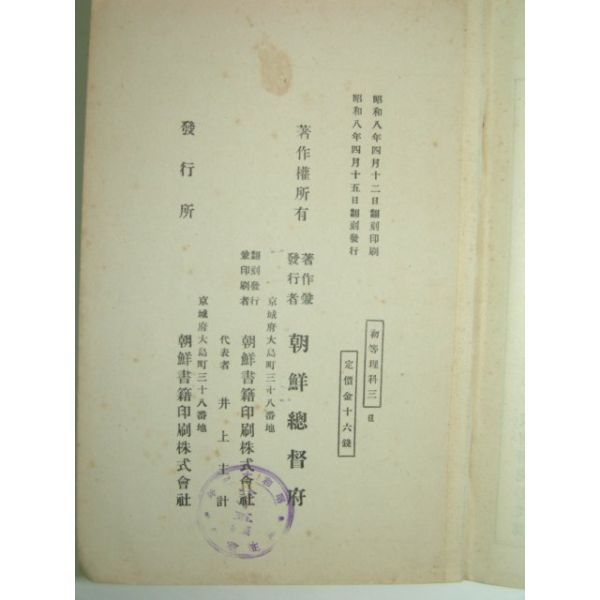 昭和八年四月十二日翻刻印刷
昭和八年四月十五日翻刻發行
初等理科三
定價金十六錢
著作權所有
著作兼
發行者
朝鮮總督府
京城府大島町三十八番地
翻刻發行
兼印刷者
朝鮮書籍印刷株式會社
代表者 井上主計
京城府大島町三十八番地
發行所
朝鮮書籍印刷株式會社